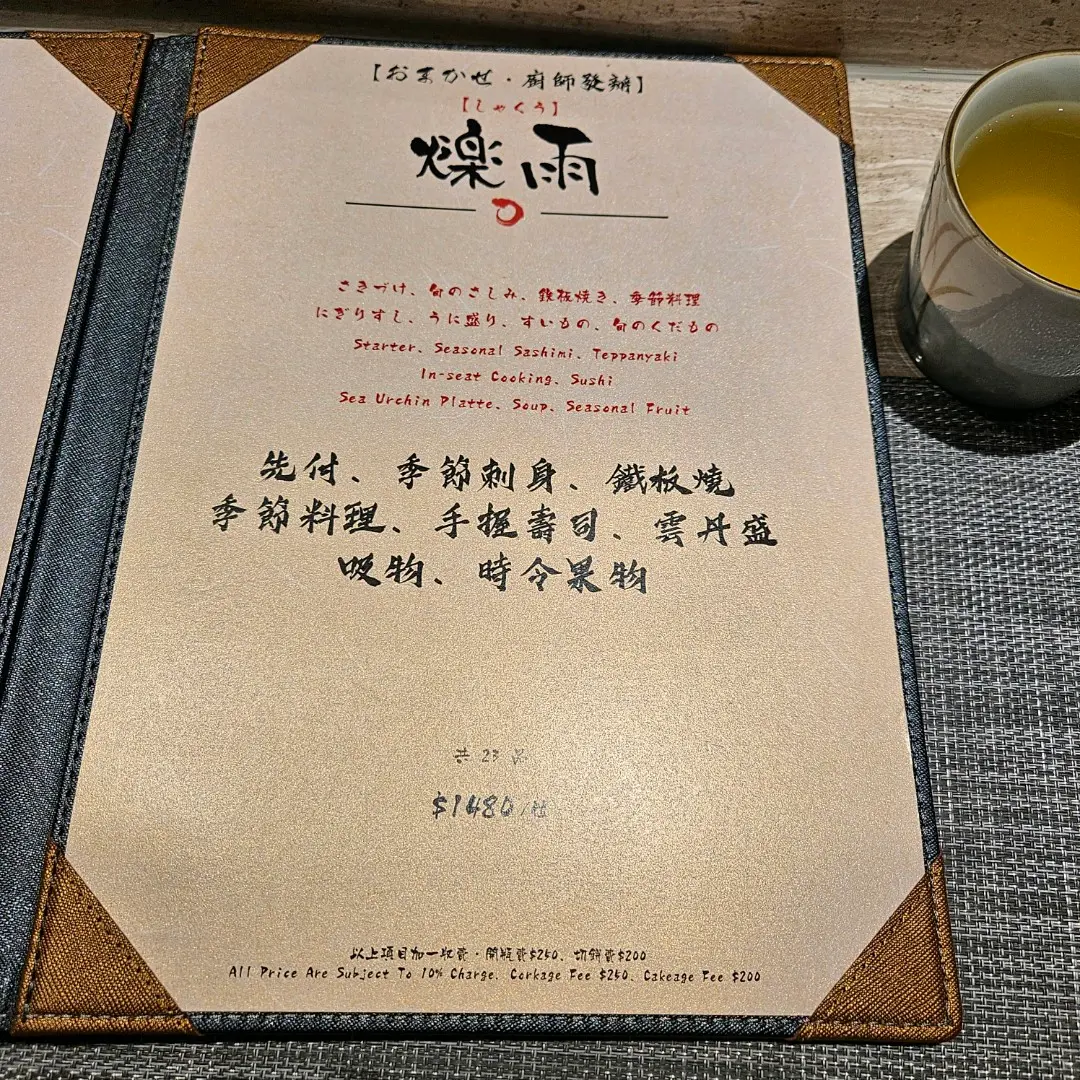 【おまかせ・廚師發辦】
【しゃくう】
爍雨
さきづけ、旬のさしみ、鉄板焼き、季節料理
にぎりすし、うに盛り、すいもの、旬のくだもの
Starter、Seasonal Sashimi、Teppanyaki
In-seat Cooking、Sushi
Sea Urchin Platte、Soup、Seasonal Fruit
先付、季節刺身、鐵板燒
季節料理、手握壽司、雲丹盛
吸物、時令果物
共 23 品
$1480/位
以上項目加一收費・開瓶費$250、切餅費$200
All Price Are Subject To 10% Charge、Corkage Fee $250、Cakeage Fee $200